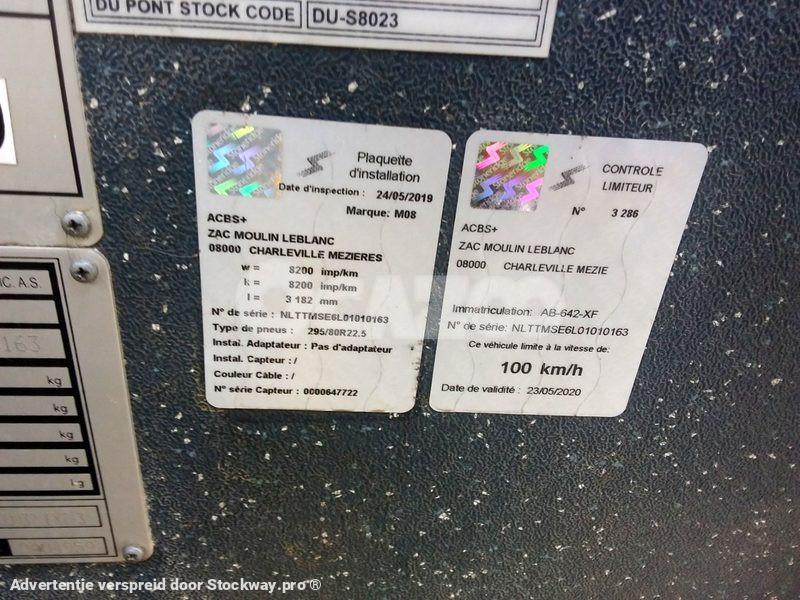 DU PONT STOCK CODE DU-S8023
IC. A.S.
0163
kg
kg
kg
kg
kg
Plaquette
d'installation
Date d'inspection : 24/05/2019
Marque: M08
ACBS+
ZAC MOULIN LEBLANC
08000 CHARLEVILLE MEZIERES
w = 8200 imp/km
k = 8200 imp/km
l = 3 182 mm
N° de série : NLTTMSE6L01010163
Type de pneus : 295/80R22.5
Instal. Adaptateur : Pas d'adaptateur
Instal. Capteur : /
Couleur Câble : /
N° série Capteur : 0000647722
CONTROLE
LIMITEUR
N° 3 286
ACBS+
ZAC MOULIN LEBLANC
08000 CHARLEVILLE MEZIE
Immatriculation: AB-642-XF
N° de série: NLTTMSE6L01010163
Ce véhicule limite à la vitesse de:
100 km/h
Date de validité : 23/05/2020
Advertentie verspreid door Stockway.pro®